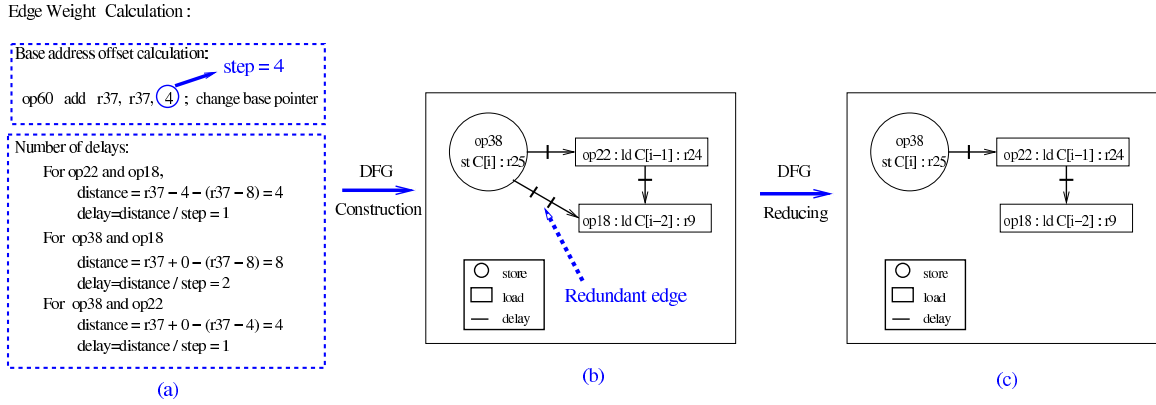 Edge Weight Calculation :
Base address offset calculation:
step = 4
op60 add r37, r37, 4 ; change base pointer
Number of delays:
For op22 and op18,
distance = r37 − 4 − (r37 − 8) = 4
delay=distance / step = 1
For op38 and op18
distance = r37 + 0 − (r37 − 8) = 8
delay=distance / step = 2
For op38 and op22
distance = r37 + 0 − (r37 − 4) = 4
delay=distance / step = 1
(a)
DFG
Construction
op38
st C[i] : r25
op22 : ld C[i−1] : r24
op18 : ld C[i−2] : r9
store
load
delay
Redundant edge
(b)
DFG
Reducing
op38
st C[i] : r25
op22 : ld C[i−1] : r24
op18 : ld C[i−2] : r9
store
load
delay
(c)